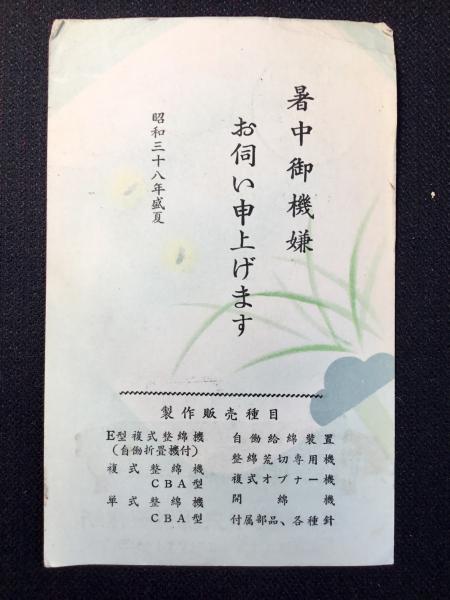 暑中御機嫌
お伺い申上げます
昭和三十八年盛夏
製作販売種目
E型複式整綿機
(自働折畳機付)
複式整綿機
CBA型
単式整綿機
CBA型
自働給綿装置
整綿荒切専用機
複式オプナー機
開綿機
付属部品、各種針